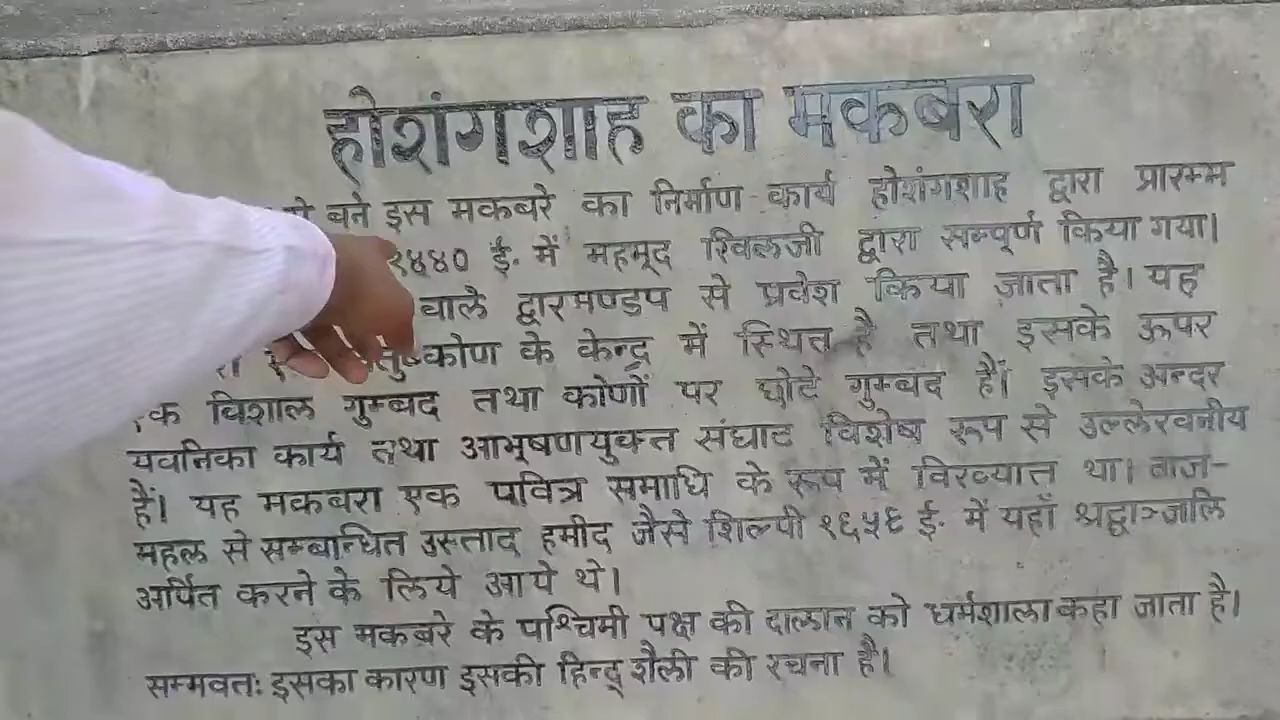 होशंगशाह का मकबरा
बने इस मकबरे का निर्माण कार्य होशंगशाह द्वारा प्रारम्भ
१४४० ई. में महमूद खिलजी द्वारा सम्पूर्ण किया गया।
वाले द्वारमण्डप से प्रवेश किया जाता है। यह
के केन्द्र में स्थित है तथा इसके ऊपर
विशाल गुम्बद तथा कोणों पर छोटे गुम्बद हैं। इसके अन्दर
यवनिका कार्य तथा आभूषणयुक्त संघाट विशेष रूप से उल्लेखनीय
हैं। यह मकबरा एक पवित्र समाधि के रूप में विख्यात था। ताज-
महल से सम्बान्धित उस्ताद हमीद जैसे शिल्पी १६५६ ई. में यहाँ श्रद्धाञ्जलि
अर्पित करने के लिये आये थे।
इस मकबरे के पश्चिमी पक्ष की दालान को धर्मशाला कहा जाता है।
सम्भवतः इसका कारण इसकी हिन्दू शैली की रचना है।